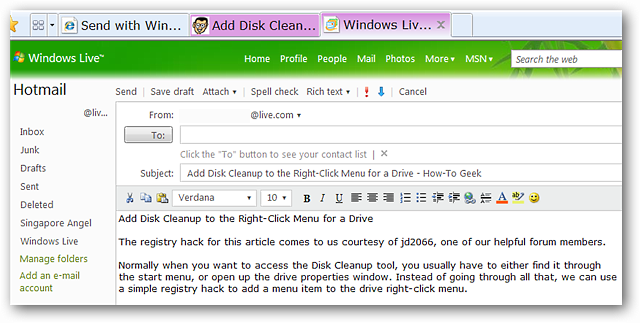 Send with Win... Add Disk Clean... Windows Liv...
Windows Live™ Home Profile People Mail Photos More MSN Search the web
Hotmail
Send Save draft Attach Spell check Rich text Cancel
@liv...
From: @live.com
To:
Click the "To" button to see your contact list
Subject: Add Disk Cleanup to the Right-Click Menu for a Drive - How-To Geek
Verdana 10 B I U
Inbox
Junk
Drafts
Sent
Deleted
Singapore Angel
Windows Live
Manage folders
Add an e-mail
account
Add Disk Cleanup to the Right-Click Menu for a Drive
The registry hack for this article comes to us courtesy of jd2066, one of our helpful forum members.
Normally when you want to access the Disk Cleanup tool, you usually have to either find it through
the start menu, or open up the drive properties window. Instead of going through all that, we can use
a simple registry hack to add a menu item to the drive right-click menu.